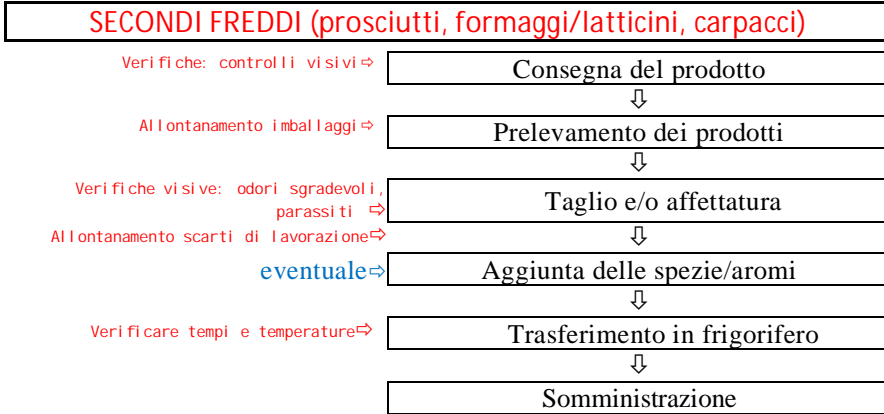 SECONDI FREDDI (prosciutti, formaggi/latticini, carpacci)
Verifiche: controlli visivi⇨
Consegna del prodotto
⇩
Allontanamento imballaggi⇨
Prelevamento dei prodotti
⇩
Verifiche visive: odori sgradevoli,
parassiti ⇨
Taglio e/o affettatura
Allontanamento scarti di lavorazione⇨
⇩
eventuale⇨
Aggiunta delle spezie/aromi
⇩
Verificare tempi e temperature⇨
Trasferimento in frigorifero
⇩
Somministrazione